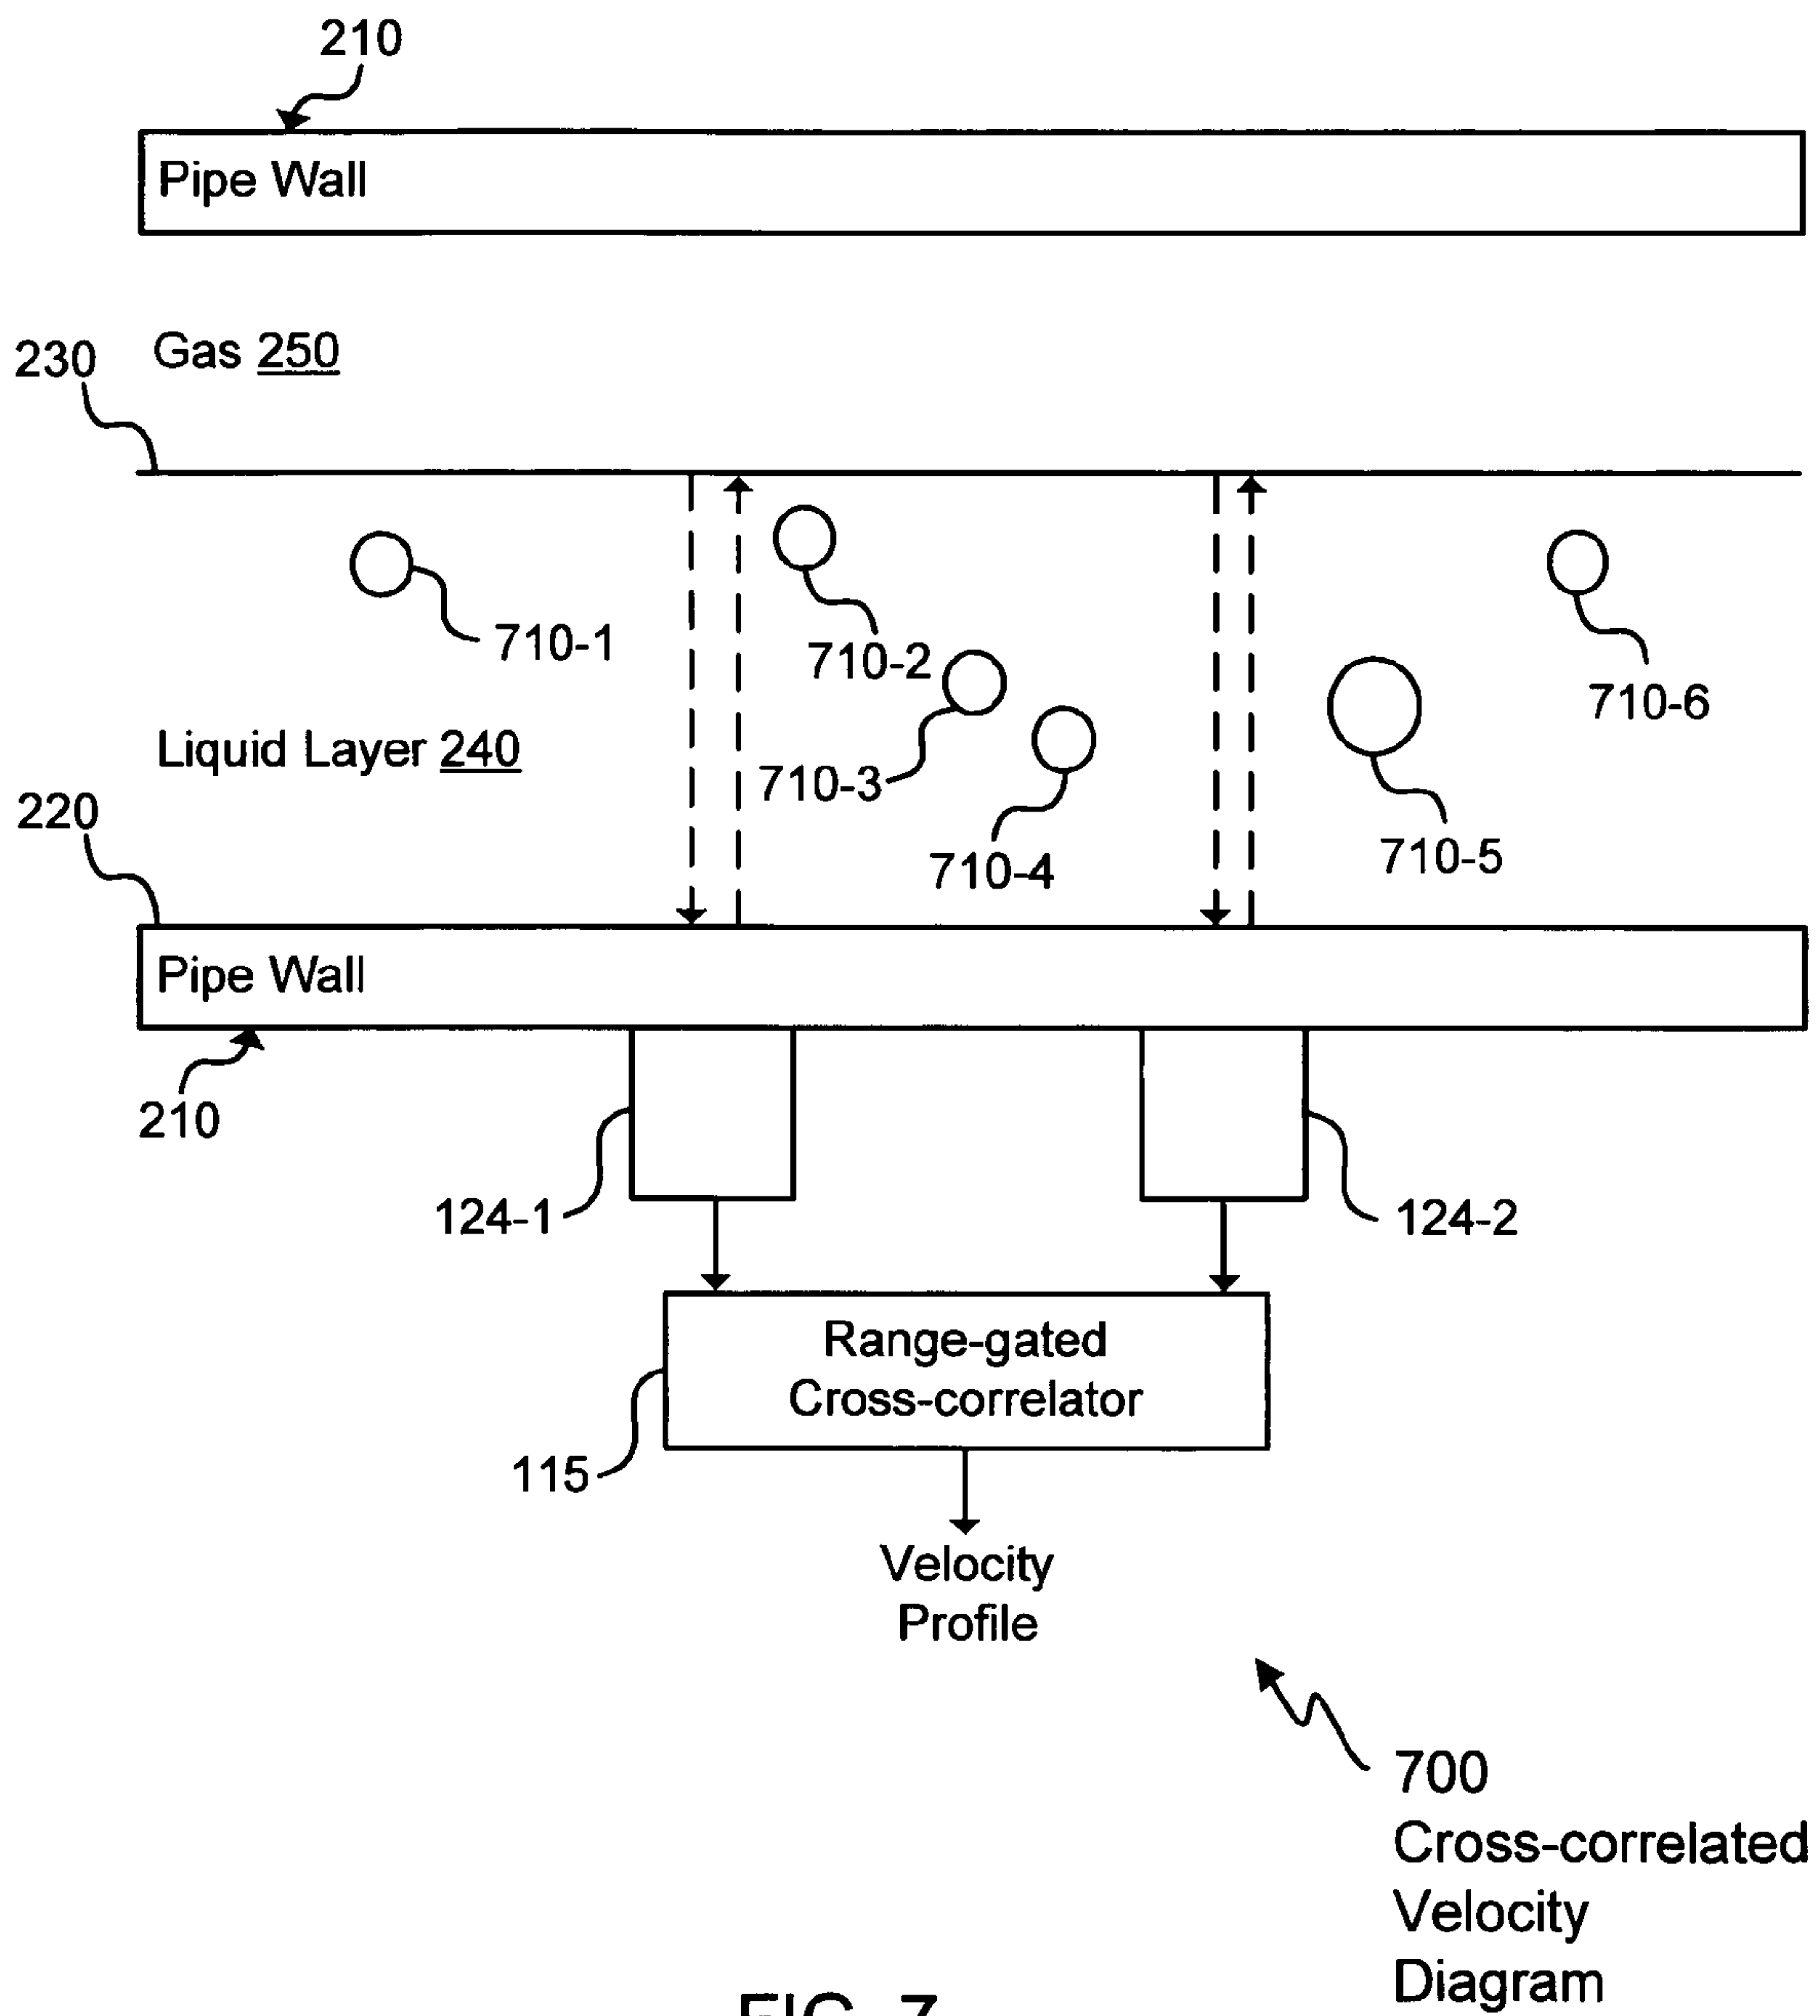 210
Pipe Wall
230
Gas 250
710-1
710-2
710-6
710-3
Liquid Layer 240
220
710-4
710-5
Pipe Wall
210
124-1
124-2
Range-gated
Cross-correlator
115
Velocity
Profile
700
Cross-correlated
Velocity
Diagram
FIG. 7